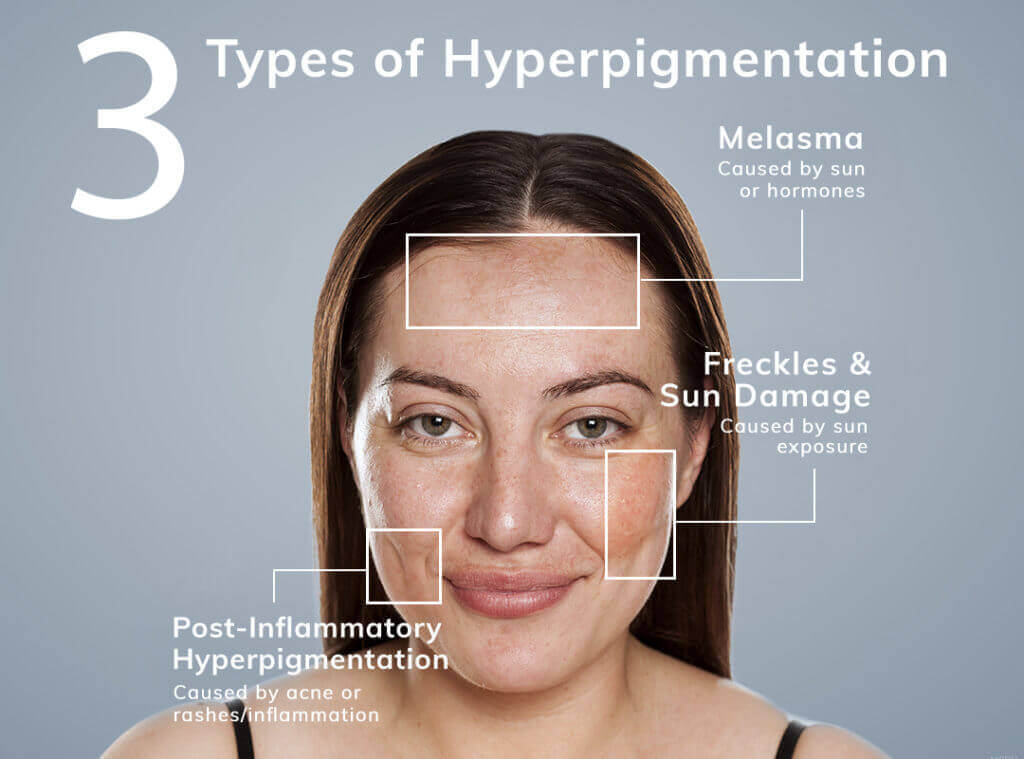 3 Types of Hyperpigmentation
Melasma
Caused by sun
or hormones
Freckles &
Sun Damage
Caused by sun
exposure
Post-Inflammatory
Hyperpigmentation
Caused by acne or
rashes/inflammation